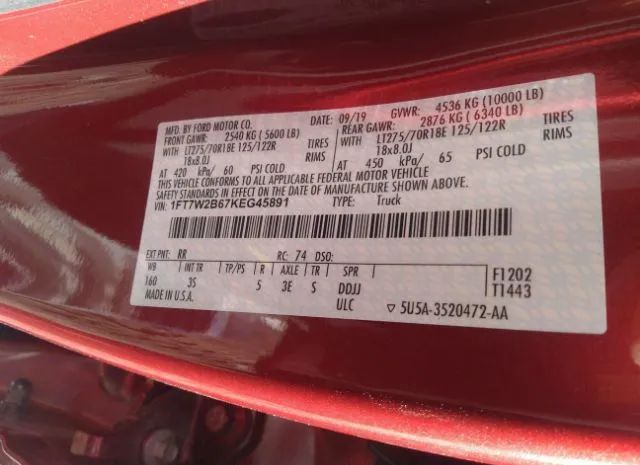 MFD. BY FORD MOTOR CO. 09/19 GVWR: 4536 KG (10000 LB)
FRONT GAWR: 2540 KG (5600 LB) REAR GAWR: 2876 KG (6340 LB)
WITH LT275/70R18E 125/122R TIRES WITH LT275/70R18E 125/122R TIRES
18x8.0J RIMS 18x8.0J RIMS
AT 420 kPa/ 60 PSI COLD AT 450 kPa/ 65 PSI COLD
THIS VEHICLE CONFORMS TO ALL APPLICABLE FEDERAL MOTOR VEHICLE
SAFETY STANDARDS IN EFFECT ON THE DATE OF MANUFACTURE SHOWN ABOVE.
VIN: 1FT7W2B67KEG45891 TYPE: Truck
EXT PNT: RR RC: 74 DSO:
WB INT TR TP/PS R AXLE TR SPR F1202
160 3S 5 3E S DDJJ T1443
MADE IN U.S.A. ULC ▽ 5U5A-3520472-AA